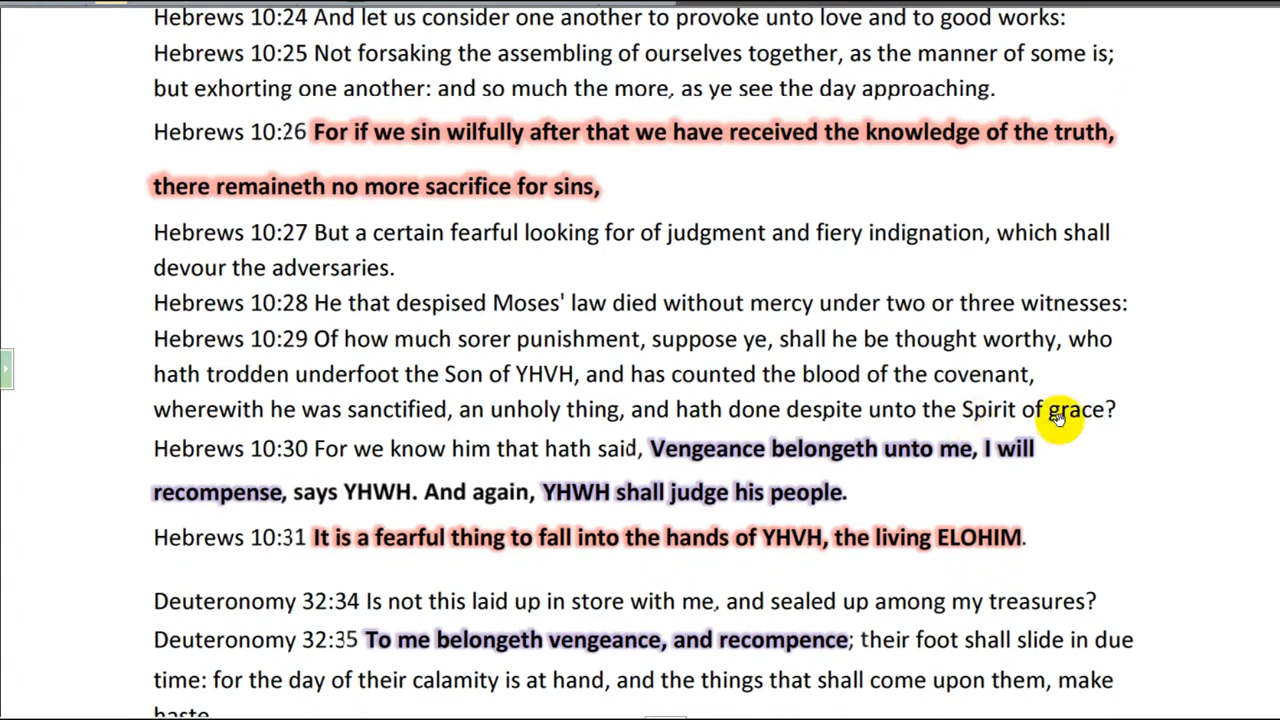 Hebrews 10:24 And let us consider one another to provoke unto love and to good works:
Hebrews 10:25 Not forsaking the assembling of ourselves together, as the manner of some is;
but exhorting one another: and so much the more, as ye see the day approaching.
Hebrews 10:26 For if we sin wilfully after that we have received the knowledge of the truth,
there remaineth no more sacrifice for sins,
Hebrews 10:27 But a certain fearful looking for of judgment and fiery indignation, which shall
devour the adversaries.
Hebrews 10:28 He that despised Moses' law died without mercy under two or three witnesses:
Hebrews 10:29 Of how much sorer punishment, suppose ye, shall he be thought worthy, who
hath trodden underfoot the Son of YHVH, and has counted the blood of the covenant,
wherewith he was sanctified, an unholy thing, and hath done despite unto the Spirit of grace?
Hebrews 10:30 For we know him that hath said, Vengeance belongeth unto me, I will
recompense, says YHWH. And again, YHWH shall judge his people.
Hebrews 10:31 It is a fearful thing to fall into the hands of YHVH, the living ELOHIM.
Deuteronomy 32:34 Is not this laid up in store with me, and sealed up among my treasures?
Deuteronomy 32:35 To me belongeth vengeance, and recompence; their foot shall slide in due
time: for the day of their calamity is at hand, and the things that shall come upon them, make
haste